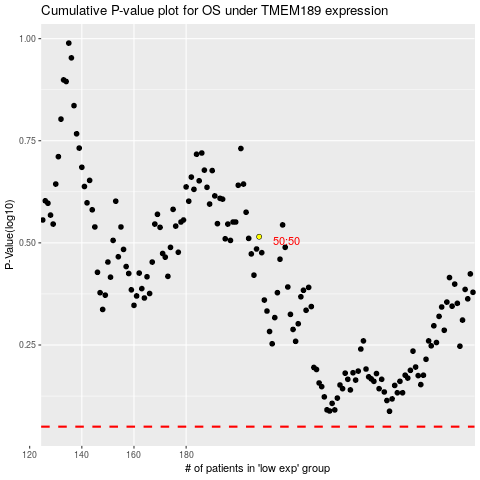 Cumulative P-value plot for OS under TMEM189 expression
1.00
0.75
0.50
0.25
P-Value(log10)
50:50
120 140 160 180
# of patients in 'low exp' group